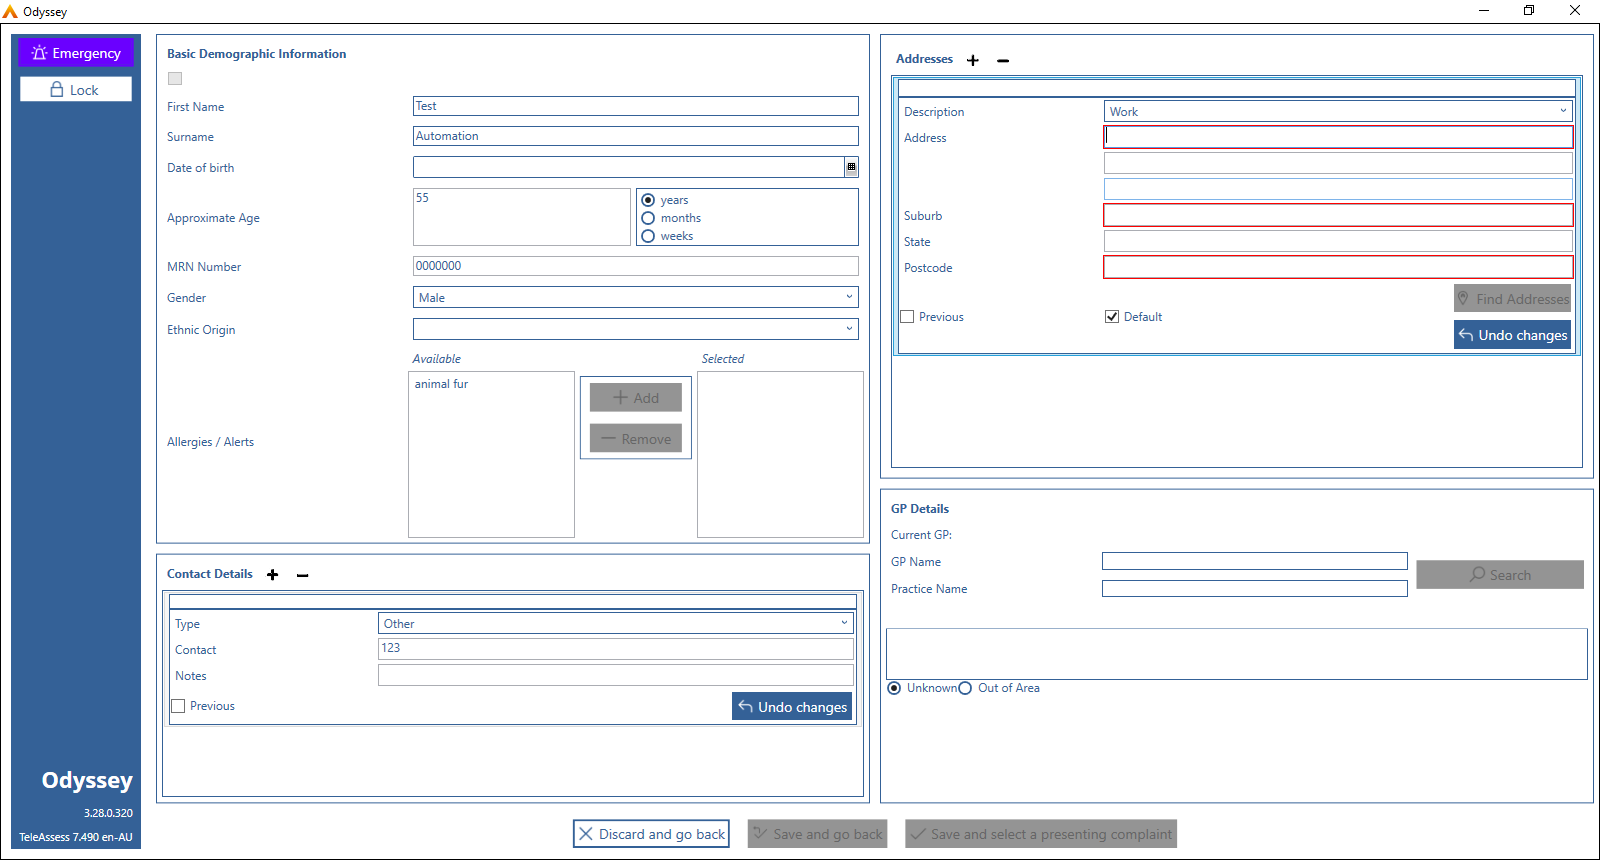 Odyssey
Emergency
Lock
Basic Demographic Information
First Name
Test
Surname
Automation
Date of birth
Approximate Age
55
years
months
weeks
MRN Number
0000000
Gender
Male
Ethnic Origin
Available
Selected
Allergies / Alerts
animal fur
Add
Remove
Contact Details
Type
Other
Contact
123
Notes
Previous
Undo changes
Addresses
Description
Work
Address
Suburb
State
Postcode
Find Addresses
Previous
Default
Undo changes
GP Details
Current GP:
GP Name
Practice Name
Search
Unknown
Out of Area
Odyssey
3.28.0.320
TeleAssess 7.490 en-AU
Discard and go back
Save and go back
Save and select a presenting complaint